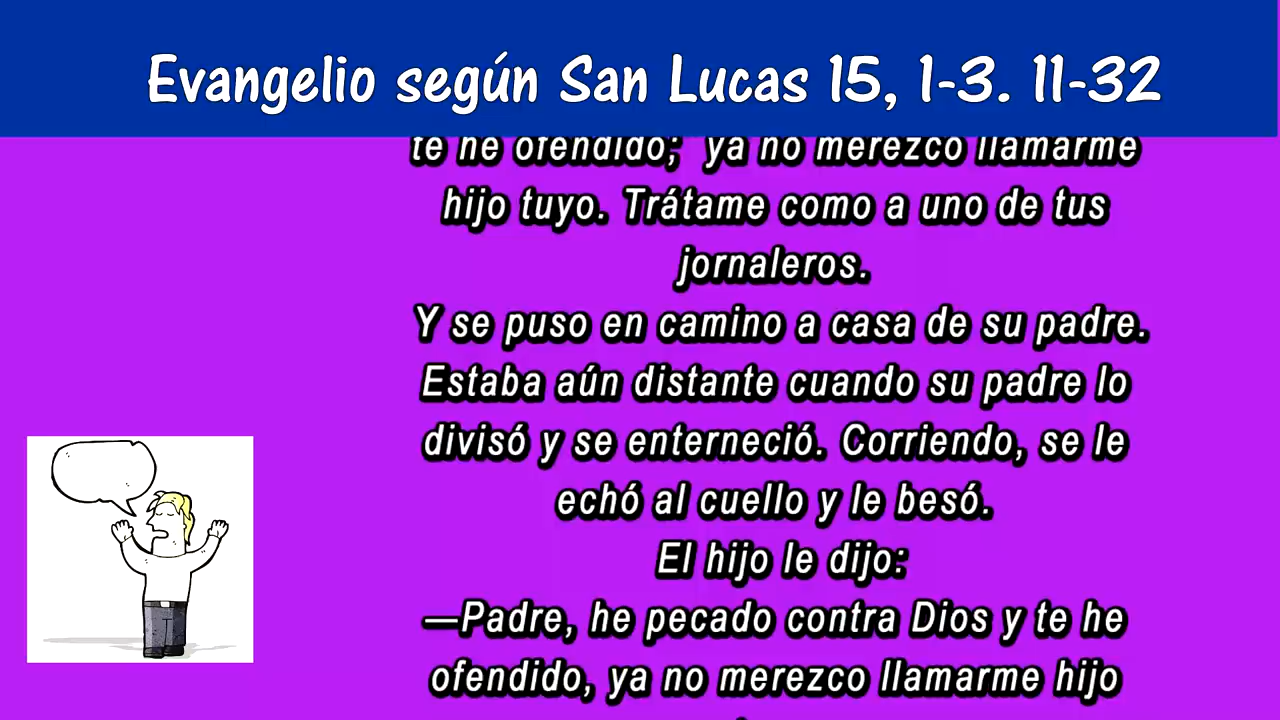 Evangelio según San Lucas 15, 1-3. 11-32
te he ofendido; ya no merezco llamarme
hijo tuyo. Trátame como a uno de tus
jornaleros.
Y se puso en camino a casa de su padre.
Estaba aún distante cuando su padre lo
divisó y se enterneció. Corriendo, se le
echó al cuello y le besó.
El hijo le dijo:
—Padre, he pecado contra Dios y te he
ofendido, ya no merezco llamarme hijo